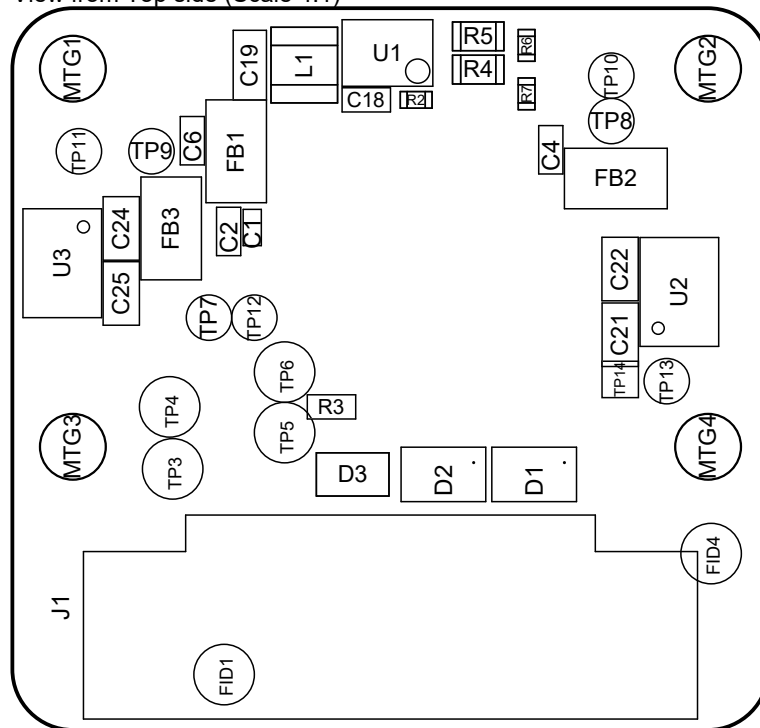 View from Top side (Scale 4:1)
MTG1
C19
L1
U1
R5
R6
MTG2
R4
TP10
C18
R2
R7
TP8
TP11
TP9
C6
FB1
C4
FB2
C24
FB3
C2
C1
U3
C25
C22
U2
C21
TP7
TP12
TP6
TP14
TP13
TP4
R3
TP5
MTG3
MTG4
TP3
D3
D2
D1
FID4
J1
FID1